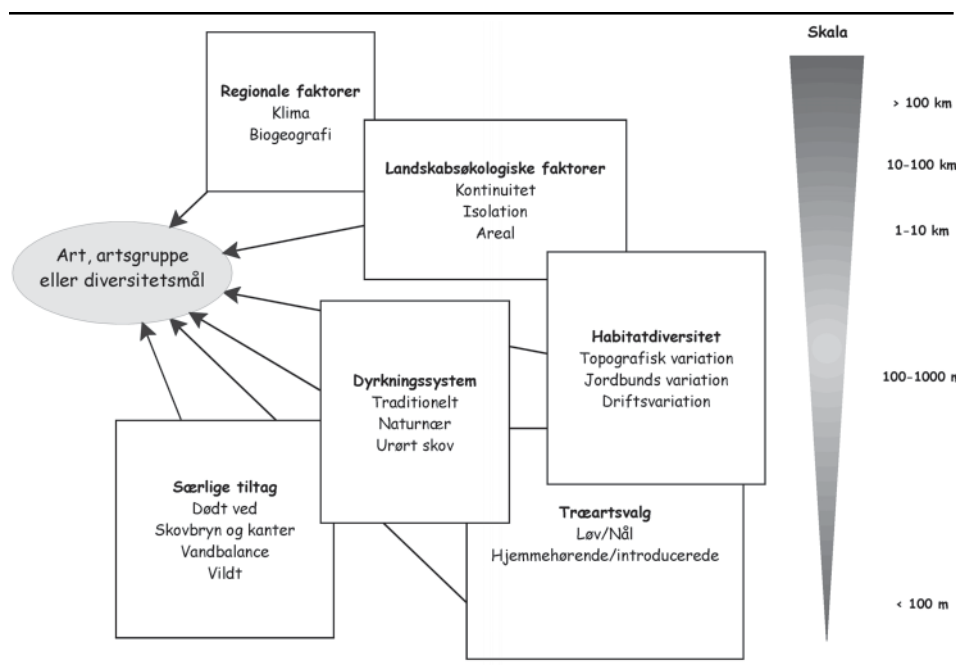 Skala
Regionale faktorer
Klima
Biogeografi
> 100 km
Landskabsøkologiske faktorer
Kontinuitet
Isolation
Areal
10-100 km
1-10 km
Art, artsgruppe
eller diversitetsmål
Habitatdiversitet
Topografisk variation
Jordbunds variation
Driftsvariation
100-1000 m
Dyrkningssystem
Traditionelt
Naturnær
Urørt skov
Særlige tiltag
Dødt ved
Skovbryn og kanter
Vandbalance
Vildt
Træartsvalg
Løv/Nål
Hjemmehørende/introducerede
< 100 m